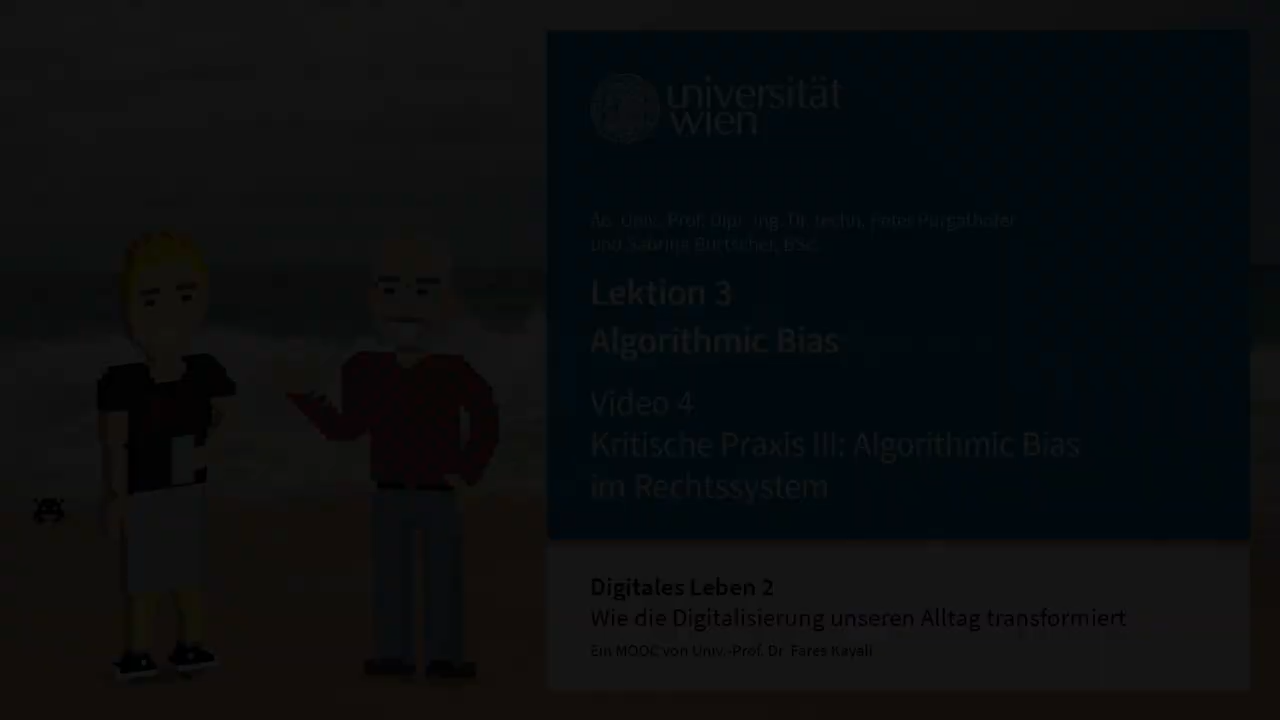 universität
wien
Ao. Univ.-Prof. Dipl.-Ing. Dr. techn. Peter Purgathofer
und Sabrina Burtscher, BSc
Lektion 3
Algorithmic Bias
Video 4
Kritische Praxis III: Algorithmic Bias
im Rechtssystem
Digitales Leben 2
Wie die Digitalisierung unseren Alltag transformiert
Ein MOOC von Univ.-Prof. Dr. Fares Kayali